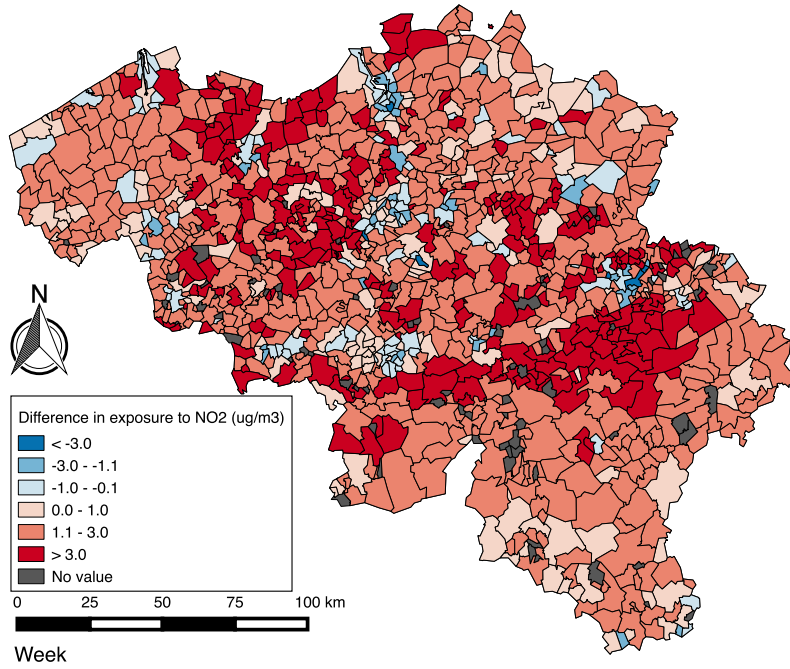 N
Difference in exposure to NO2 (ug/m3)
< -3.0
-3.0 - -1.1
-1.0 - -0.1
0.0 - 1.0
1.1 - 3.0
> 3.0
No value
0 25 50 75 100 km
Week